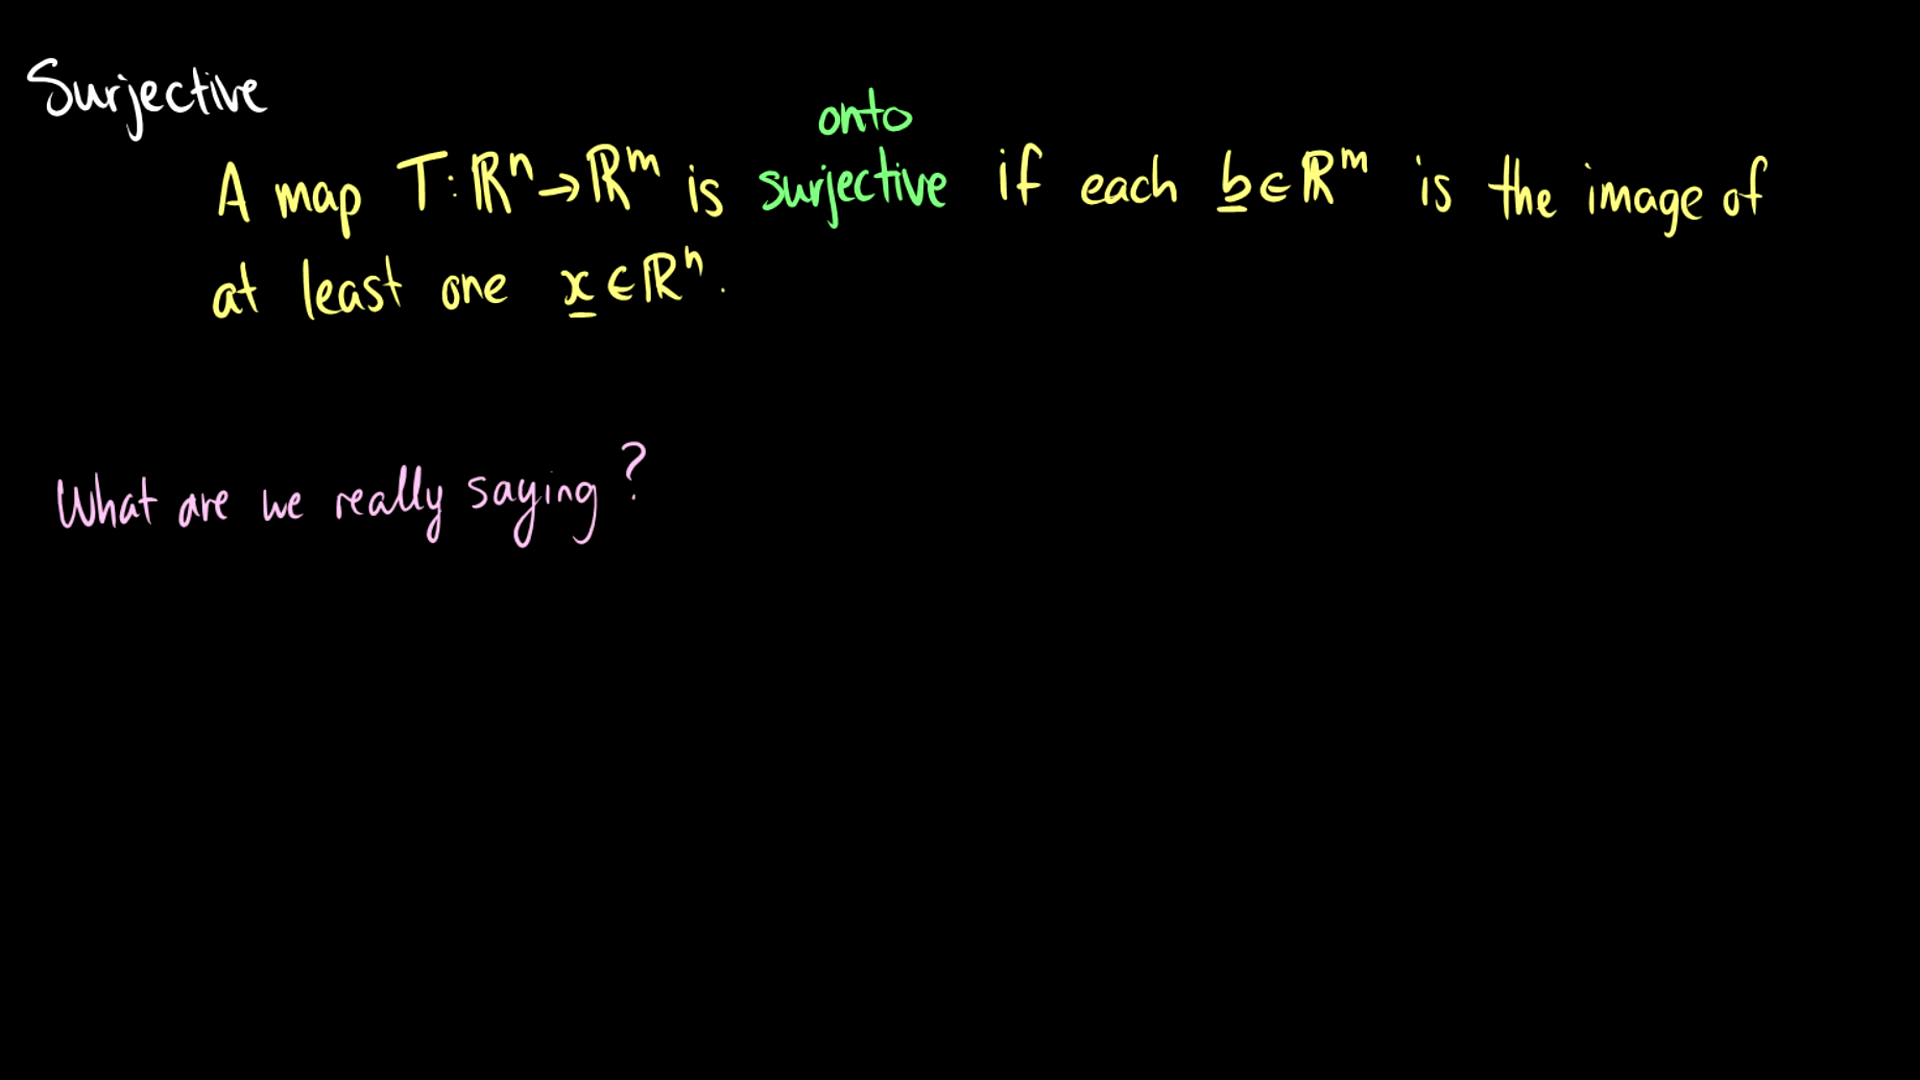 Surjective
onto
A map T: ℝⁿ → ℝᵐ is surjective if each b ∈ ℝᵐ is the image of
at least one x ∈ ℝⁿ.
What are we really saying?